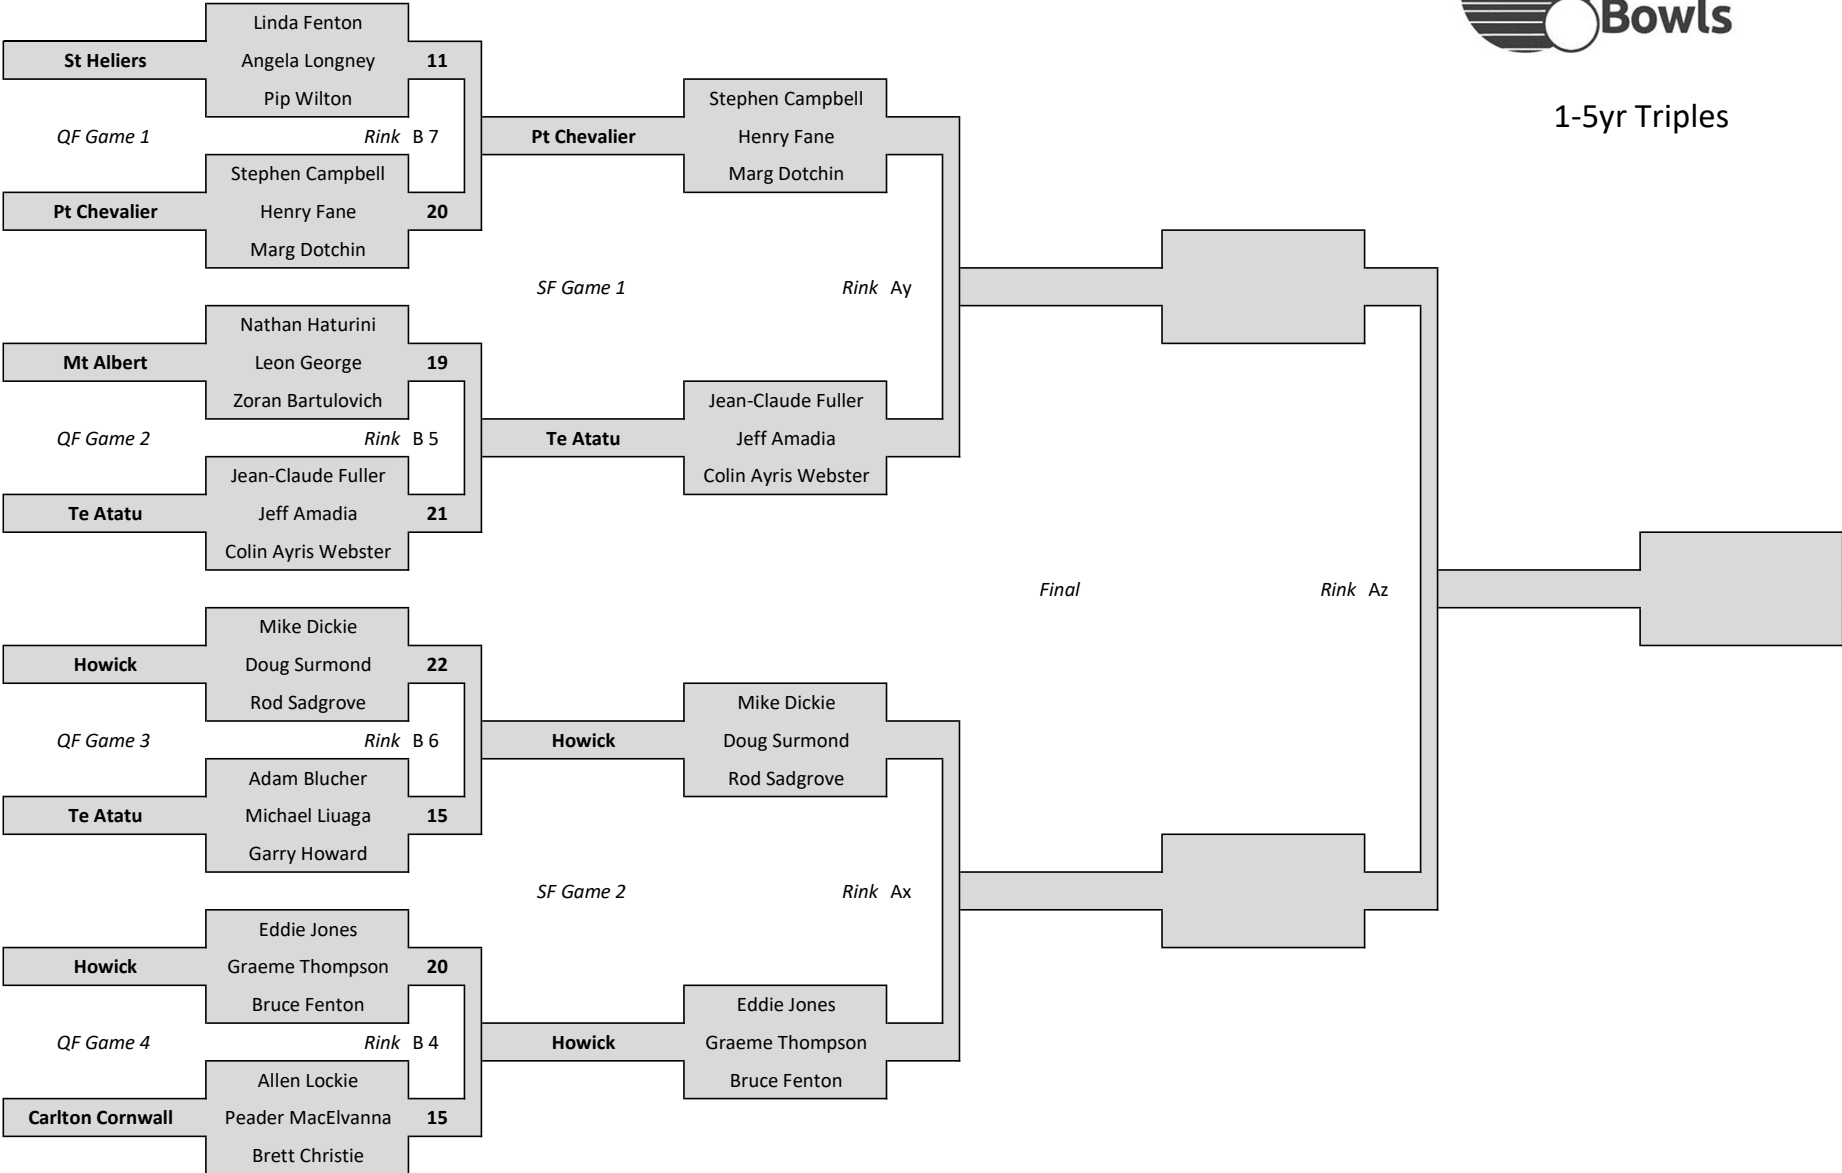 Bowls
1-5yr Triples
Linda Fenton
St Heliers Angela Longney 11
Pip Wilton
QF Game 1 Rink B 7
Stephen Campbell
Pt Chevalier Henry Fane 20
Marg Dotchin
Nathan Haturini
Mt Albert Leon George 19
Zoran Bartulovich
QF Game 2 Rink B 5
Jean-Claude Fuller
Te Atatu Jeff Amadia 21
Colin Ayris Webster
Mike Dickie
Howick Doug Surmond 22
Rod Sadgrove
QF Game 3 Rink B 6
Adam Blucher
Te Atatu Michael Liuaga 15
Garry Howard
Eddie Jones
Howick Graeme Thompson 20
Bruce Fenton
QF Game 4 Rink B 4
Allen Lockie
Carlton Cornwall Peader MacElvanna 15
Brett Christie
Stephen Campbell
Pt Chevalier Henry Fane
Marg Dotchin
SF Game 1 Rink Ay
Jean-Claude Fuller
Te Atatu Jeff Amadia
Colin Ayris Webster
Mike Dickie
Howick Doug Surmond
Rod Sadgrove
SF Game 2 Rink Ax
Eddie Jones
Howick Graeme Thompson
Bruce Fenton
Final Rink Az